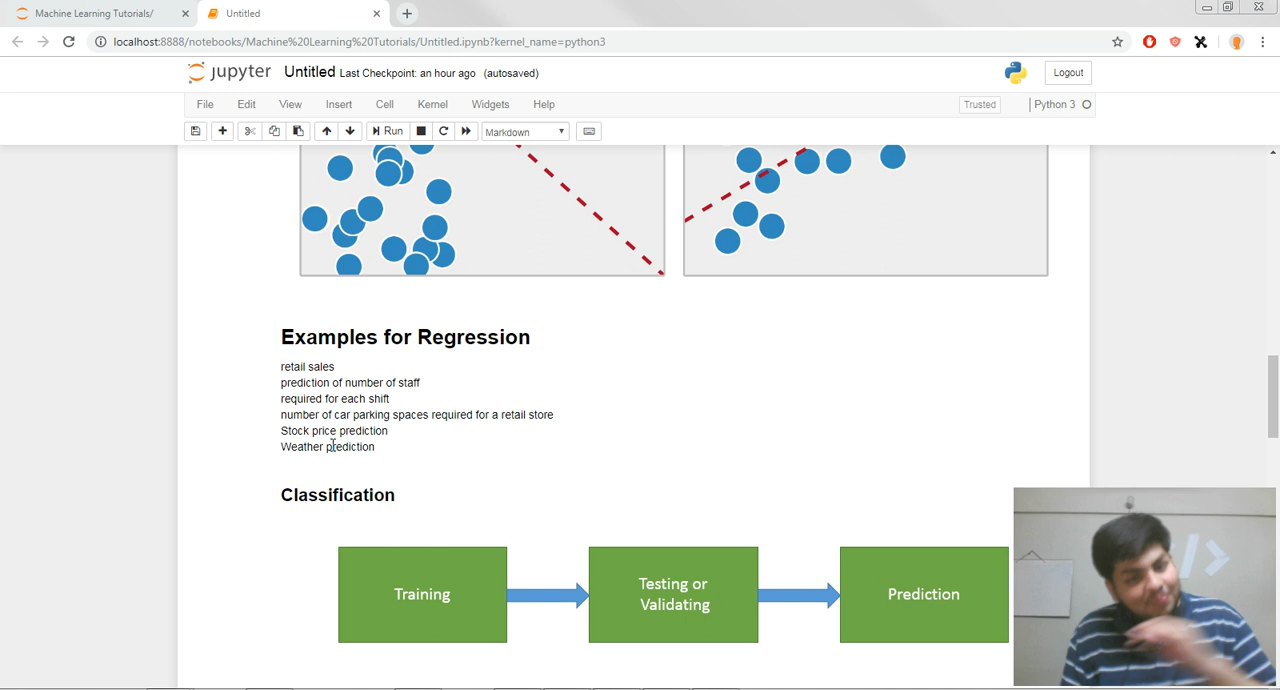 Machine Learning Tutorials/
Untitled
localhost:8888/notebooks/Machine%20Learning%20Tutorials/Untitled.ipynb?kernel_name=python3
jupyter Untitled Last Checkpoint: an hour ago (autosaved)
Logout
File Edit View Insert Cell Kernel Widgets Help
Trusted
Python 3
Run
Markdown
Examples for Regression
retail sales
prediction of number of staff
required for each shift
number of car parking spaces required for a retail store
Stock price prediction
Weather prediction
Classification
Training
Testing or
Validating
Prediction